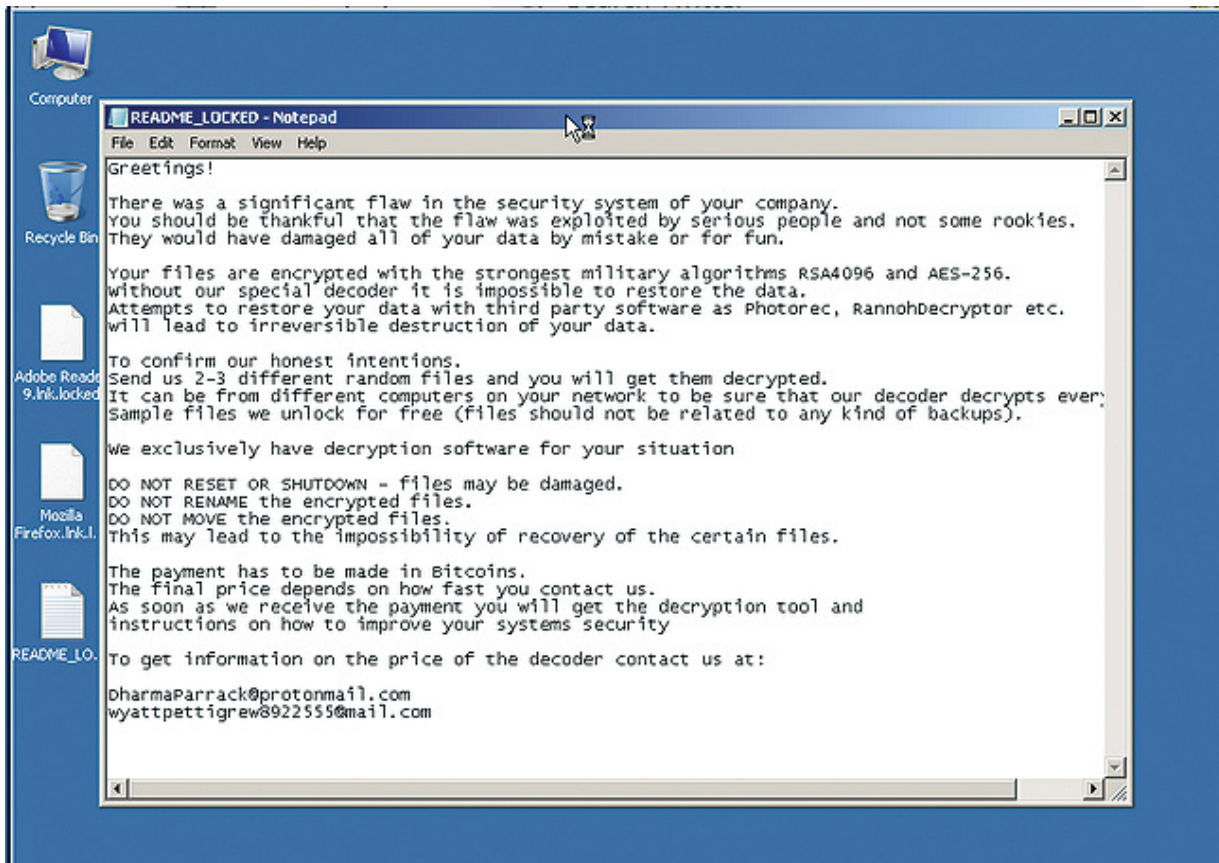 Computer
Recycle Bin
Adobe Reade
9.lnk.locked
Mozilla
Firefox.lnk.l.
README_LO.
README_LOCKED - Notepad
File Edit Format View Help
Greetings!
There was a significant flaw in the security system of your company.
You should be thankful that the flaw was exploited by serious people and not some rookies.
They would have damaged all of your data by mistake or for fun.
Your files are encrypted with the strongest military algorithms RSA4096 and AES-256.
Without our special decoder it is impossible to restore the data.
Attempts to restore your data with third party software as Photorec, RannohDecryptor etc.
will lead to irreversible destruction of your data.
To confirm our honest intentions.
Send us 2-3 different random files and you will get them decrypted.
It can be from different computers on your network to be sure that our decoder decrypts every
Sample files we unlock for free (files should not be related to any kind of backups).
We exclusively have decryption software for your situation
DO NOT RESET OR SHUTDOWN - files may be damaged.
DO NOT RENAME the encrypted files.
DO NOT MOVE the encrypted files.
This may lead to the impossibility of recovery of the certain files.
The payment has to be made in Bitcoins.
The final price depends on how fast you contact us.
As soon as we receive the payment you will get the decryption tool and
instructions on how to improve your systems security
To get information on the price of the decoder contact us at:
DharmaParrack@protonmail.com
wyattpettigrew8922555@mail.com